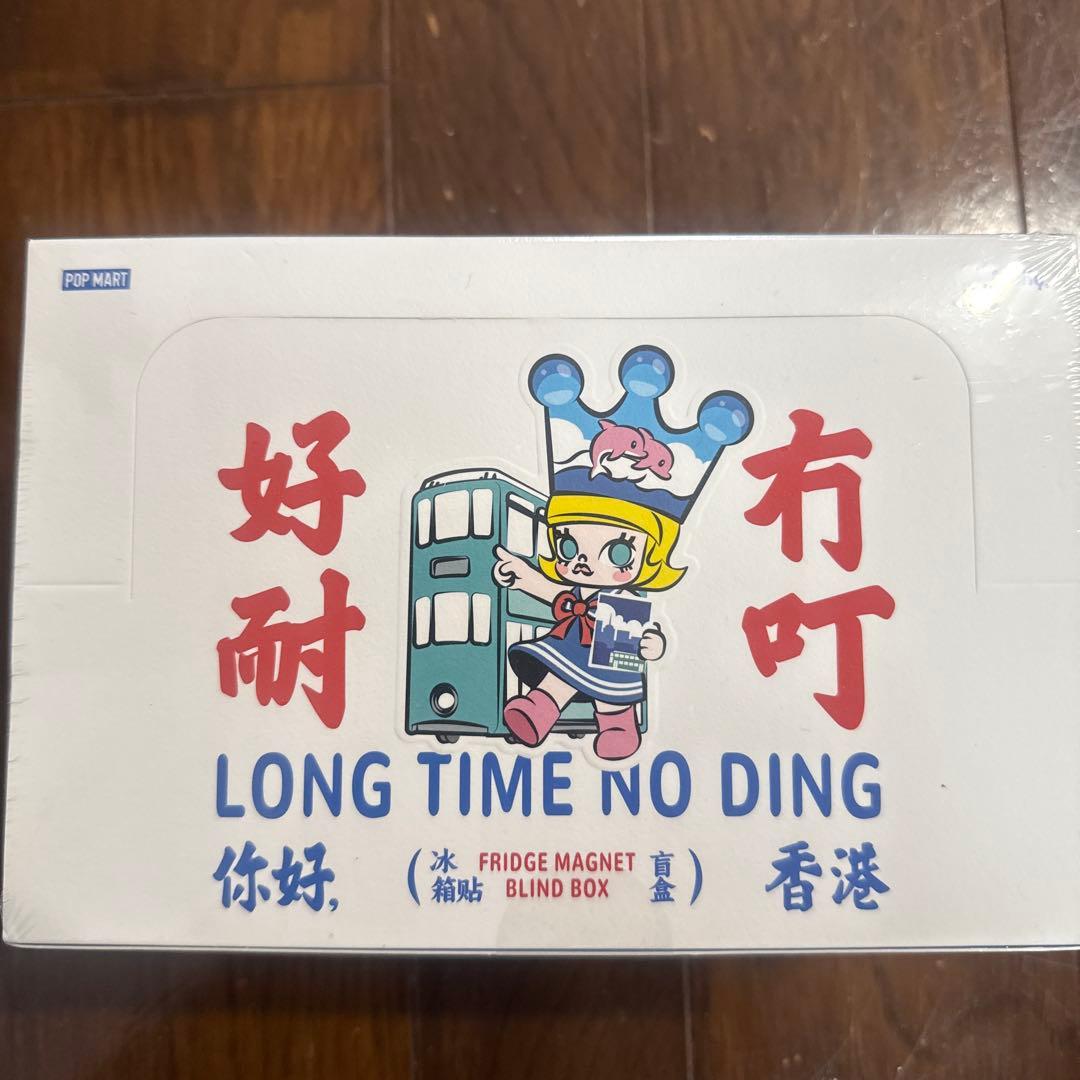 POP MART
好耐
冇叮
LONG TIME NO DING
你好,
(冰箱贴 FRIDGE MAGNET BLIND BOX 盲盒)
香港